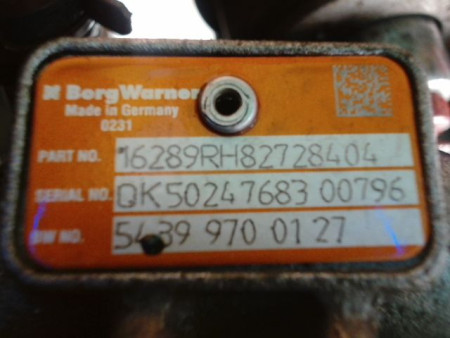 BorgWarner
Made in Germany
0231
PART NO. 16289RH82728404
SERIAL NO. QK50247683 00796
BW NO. 5439 970 0127